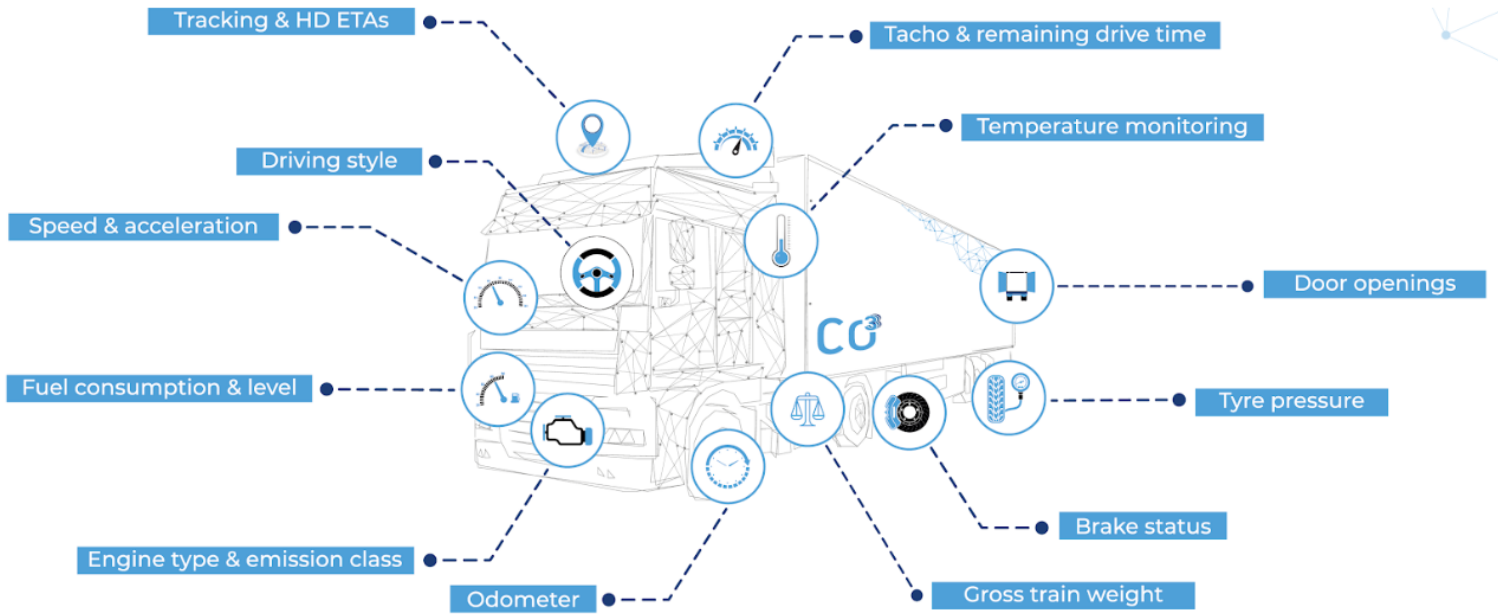 Tracking & HD ETAs
Tacho & remaining drive time
Temperature monitoring
Driving style
Speed & acceleration
Door openings
CO³
Fuel consumption & level
Tyre pressure
Brake status
Engine type & emission class
Odometer
Gross train weight